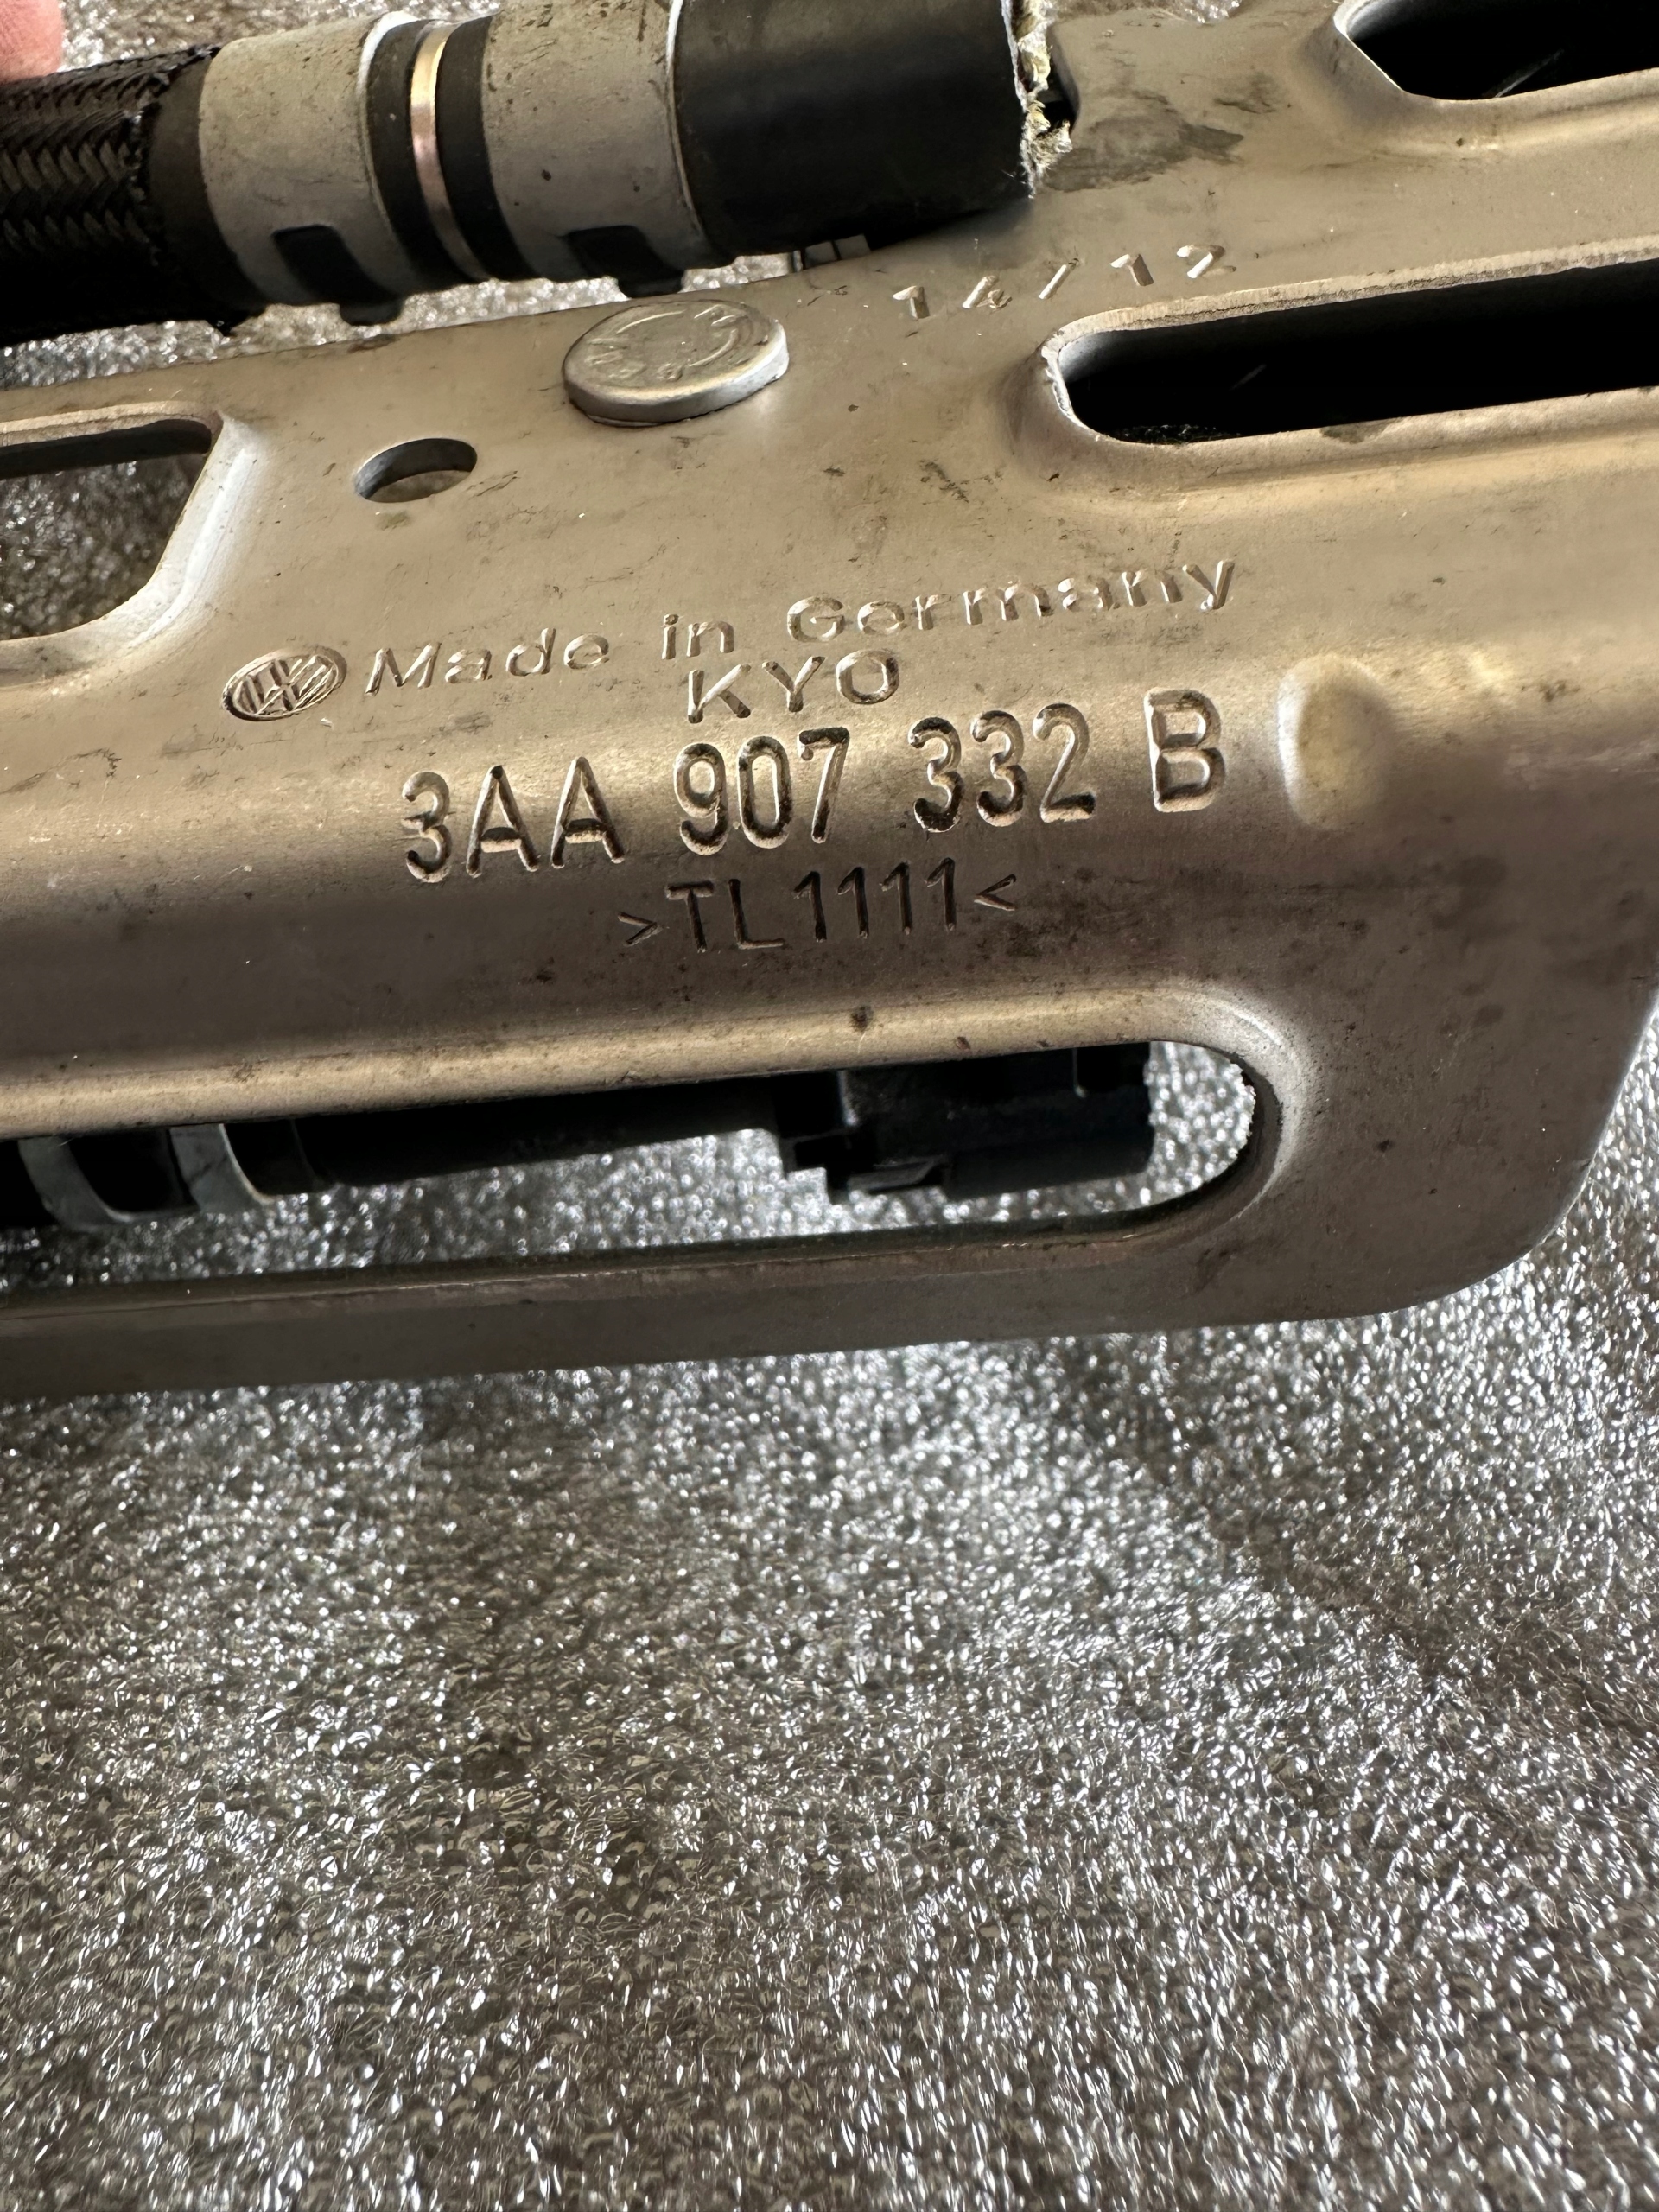 14/12
Made in Germany
KYO
3AA 907 332 B
>TL1111<